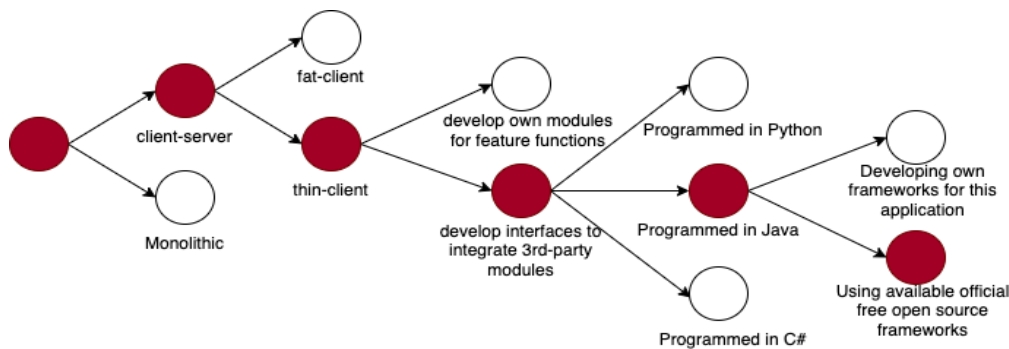 fat-client
client-server
develop own modules
for feature functions
Programmed in Python
Developing own
frameworks for this
application
thin-client
Monolithic
develop interfaces to
integrate 3rd-party
modules
Programmed in Java
Using available official
free open source
frameworks
Programmed in C#